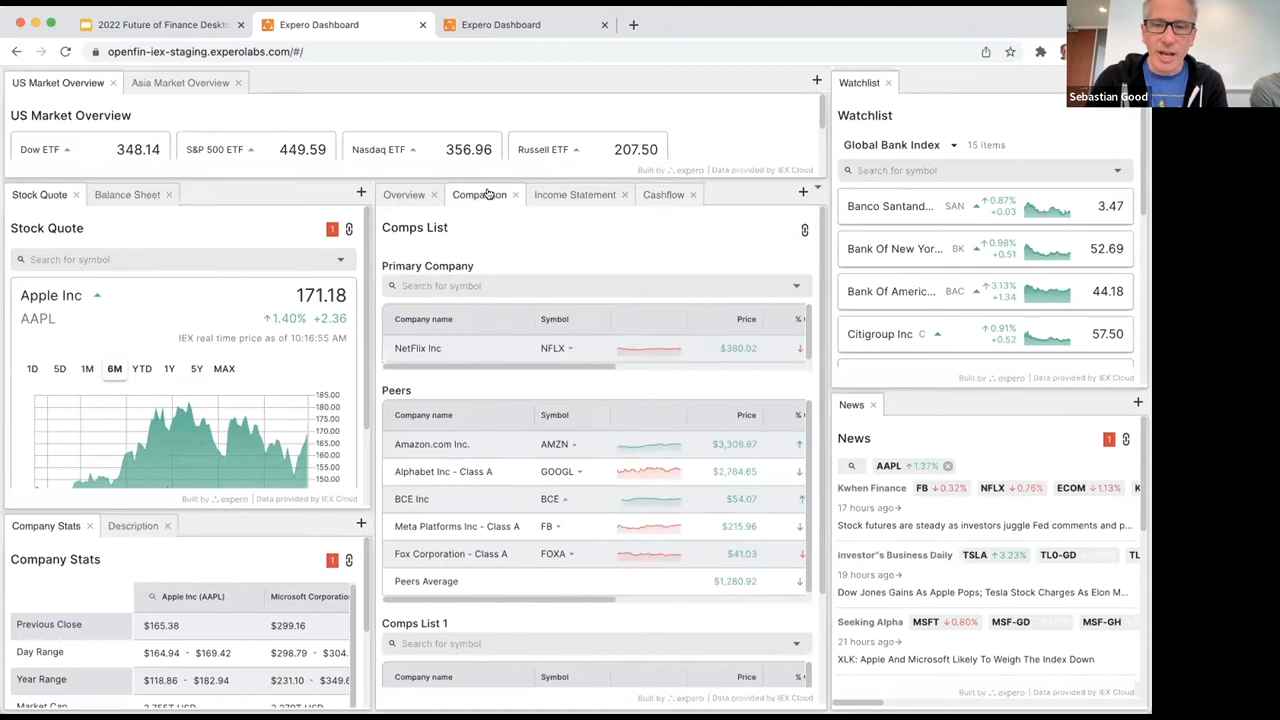 2022 Future of Finance Deskto × Expero Dashboard × Expero Dashboard × +
openfin-iex-staging.experolabs.com/#/
Sebastian Good
US Market Overview × Asia Market Overview × +
US Market Overview
Dow ETF 348.14 S&P 500 ETF 449.59 Nasdaq ETF 356.96 Russell ETF 207.50
Built by expero | Data provided by IEX Cloud
Stock Quote × Balance Sheet × +
Stock Quote 1
Search for symbol
Apple Inc 171.18
AAPL ↑1.40% +2.36
IEX real time price as of 10:16:55 AM
1D 5D 1M 6M YTD 1Y 5Y MAX
185.00
180.00
175.00
170.00
165.00
160.00
155.00
150.00
Built by expero | Data provided by IEX Cloud
Company Stats × Description × +
Company Stats 1
Apple Inc (AAPL) Microsoft Corporatio
Previous Close $165.38 $299.16
Day Range $164.94 - $169.42 $298.79 - $304.
Year Range $118.86 - $182.94 $231.10 - $349.6
Market Cap
Overview × × Income Statement × Cashflow × +
Comps List
Primary Company
Search for symbol
Company name Symbol Price %
NetFlix Inc NFLX $380.02 ↓
Peers
Company name Symbol Price %
Amazon.com Inc. AMZN $3,308.87 ↑
Alphabet Inc - Class A GOOGL $2,784.65 ↓
BCE Inc BCE $54.07 ↑
Meta Platforms Inc - Class A FB $215.96 ↓
Fox Corporation - Class A FOXA $41.03 ↓
Peers Average $1,280.92 ↓
Comps List 1
Search for symbol
Company name Symbol Price %
Built by expero | Data provided by IEX Cloud
Watchlist ×
Watchlist
Global Bank Index 15 items
Search for symbol
Banco Santand... SAN ↑0.87% +0.03 3.47
Bank Of New Yor... BK ↑0.98% +0.51 52.69
Bank Of Americ... BAC ↑3.13% +1.34 44.18
Citigroup Inc C ↑0.91% +0.52 57.50
Built by expero | Data provided by IEX Cloud
News × +
News 1
AAPL ↑1.37%
Kwhen Finance FB ↓0.32% NFLX ↓0.76% ECOM ↓1.13% K
17 hours ago→
Stock futures are steady as investors juggle Fed comments and p...
investor"s Business Daily TSLA ↑3.23% TL0-GD TL
19 hours ago→
Dow Jones Gains As Apple Pops; Tesla Stock Charges As Elon M...
Seeking Alpha MSFT ↓0.80% MSF-GD MSF-GH
21 hours ago→
XLK: Apple And Microsoft Likely To Weigh The Index Down
Built by expero | Data provided by IEX Cloud